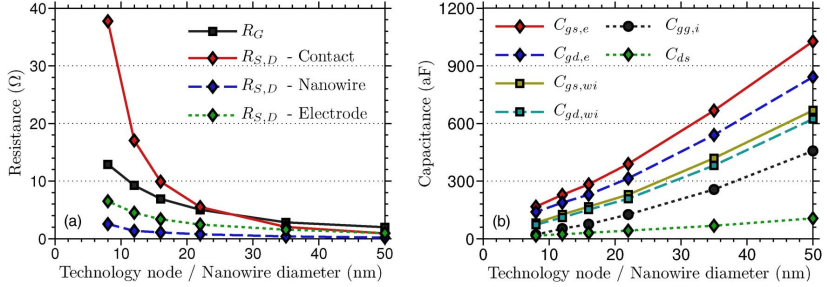 40
30
20
10
0
Resistance (Ω)
R_G
R_{S,D} - Contact
R_{S,D} - Nanowire
R_{S,D} - Electrode
(a)
0 10 20 30 40 50
Technology node / Nanowire diameter (nm)
1200
900
600
300
0
Capacitance (aF)
C_{gs,e} C_{gg,i}
C_{gd,e} C_{ds}
C_{gs,wi}
C_{gd,wi}
(b)
0 10 20 30 40 50
Technology node / Nanowire diameter (nm)